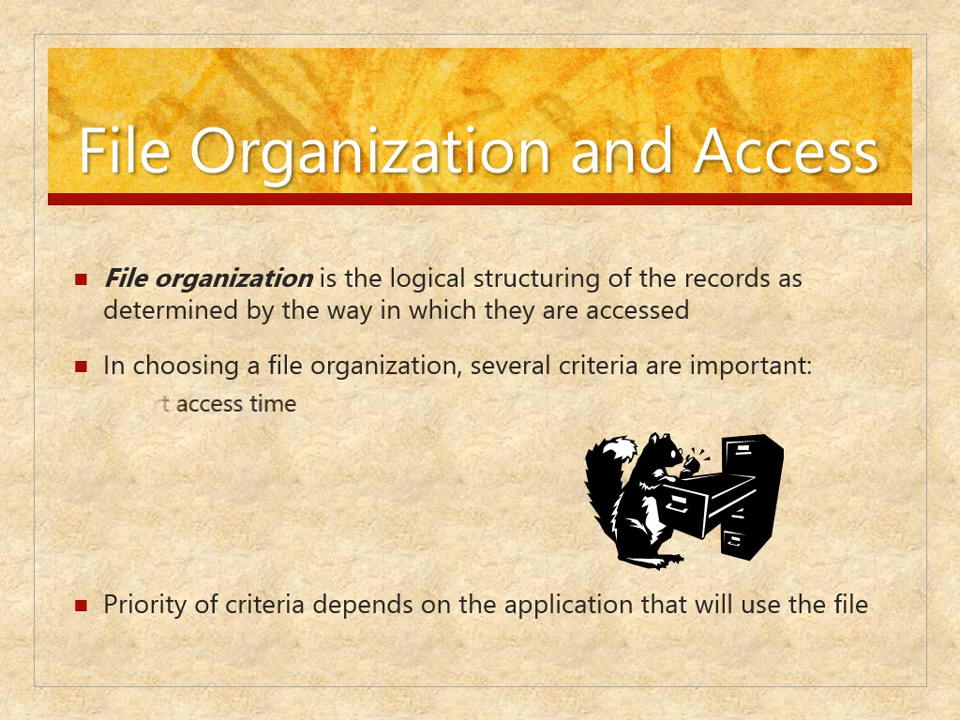 File Organization and Access
File organization is the logical structuring of the records as
determined by the way in which they are accessed
In choosing a file organization, several criteria are important:
access time
Priority of criteria depends on the application that will use the file